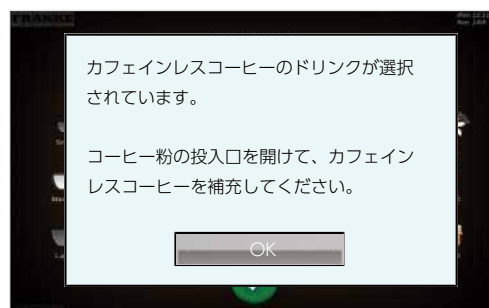 FRANKE
カフェインレスコーヒーのドリンクが選択
されています。
コーヒー粉の投入口を開けて、カフェイン
レスコーヒーを補充してください。
OK